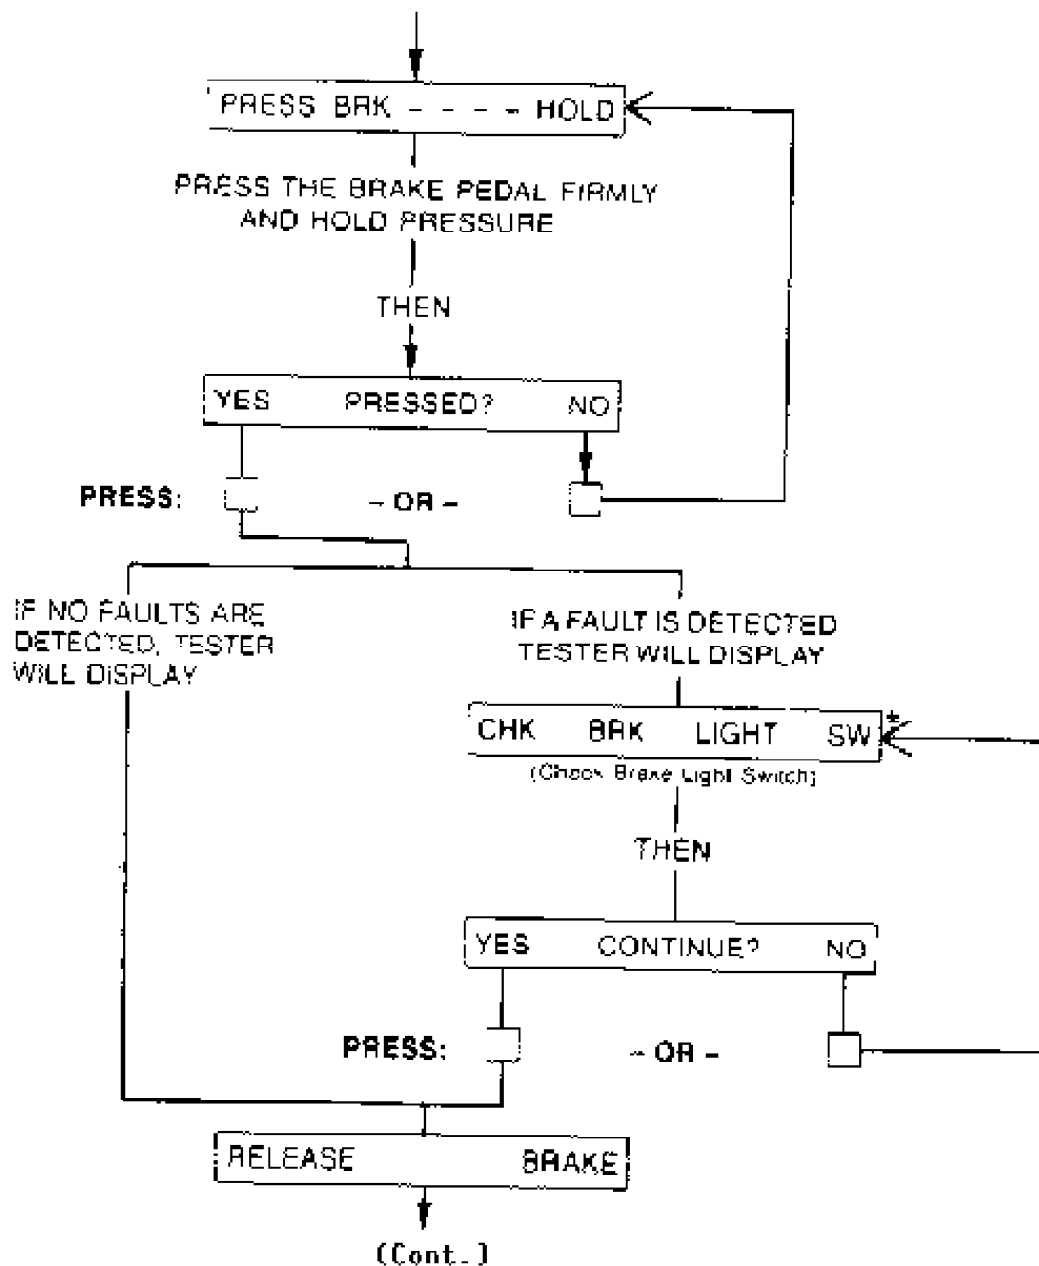 PRESS BRK - - - - HOLD
PRESS THE BRAKE PEDAL FIRMLY
AND HOLD PRESSURE
THEN
YES PRESSED? NO
PRESS: - OR -
IF NO FAULTS ARE
DETECTED, TESTER
WILL DISPLAY
IF A FAULT IS DETECTED
TESTER WILL DISPLAY
CHK BRK LIGHT SW *
(Check Brake Light Switch)
THEN
YES CONTINUE? NO
PRESS: - OR -
RELEASE BRAKE
(Cont.)